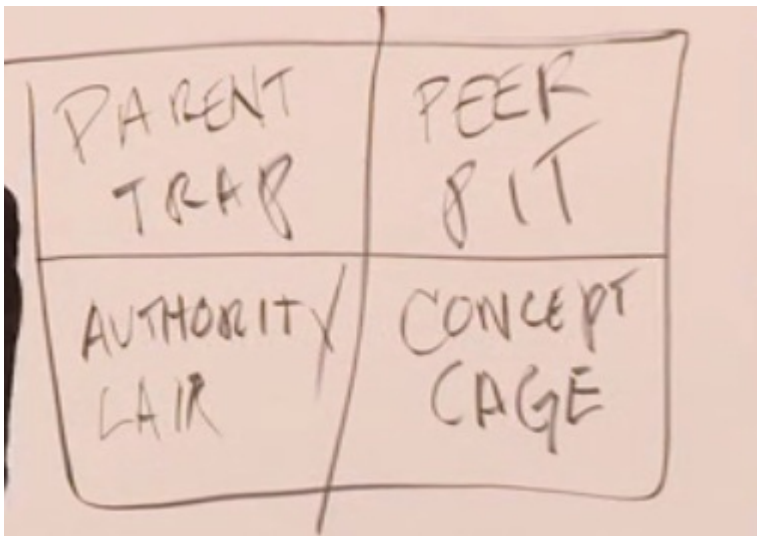 PARENT
TRAP
PEER
PIT
AUTHORITY
LAIR
CONCEPT
CAGE